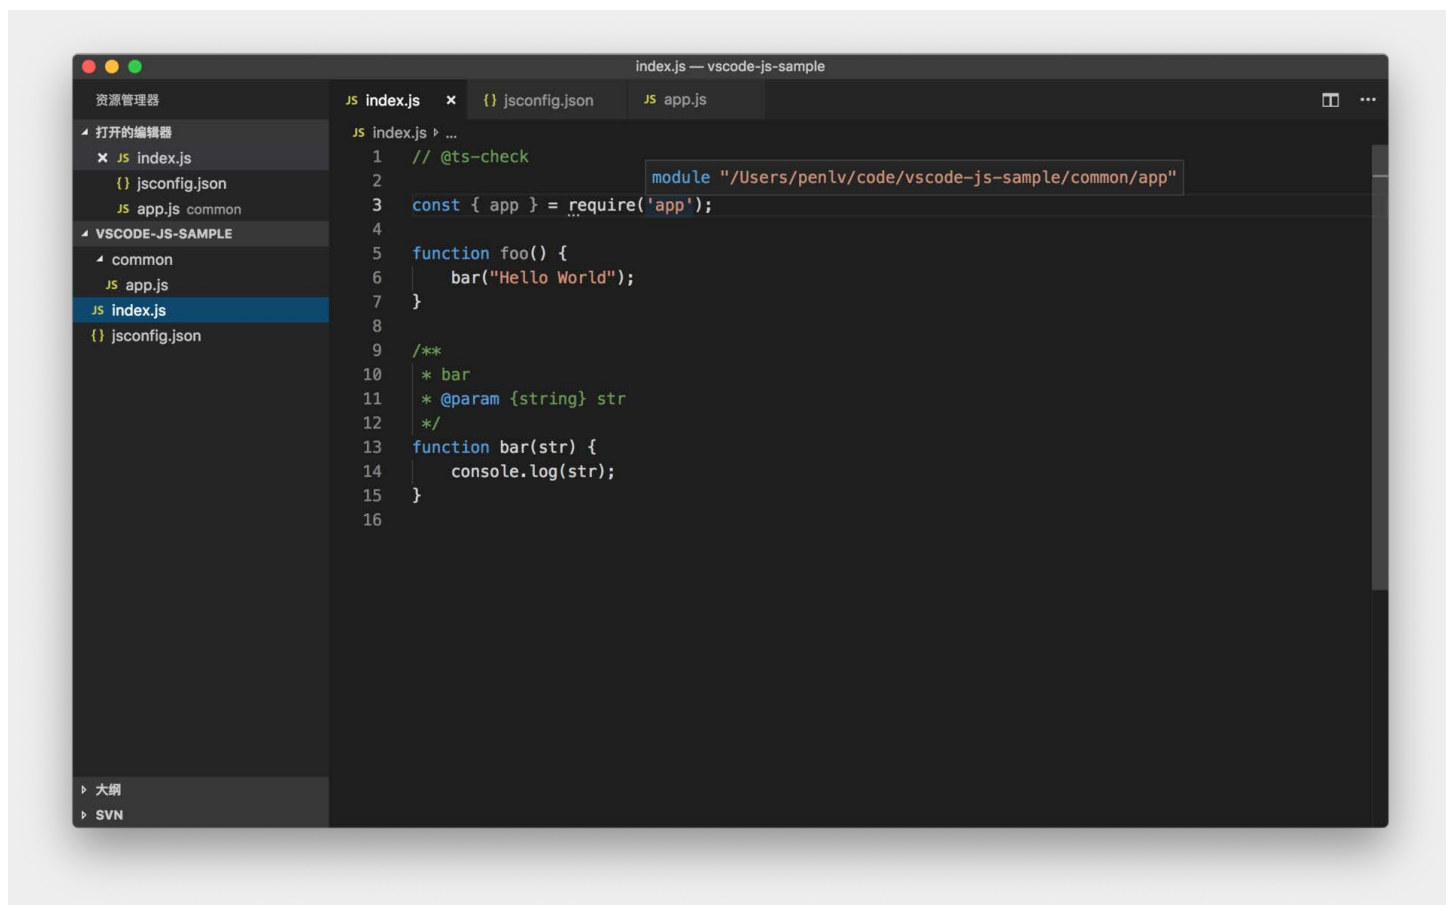 index.js — vscode-js-sample
资源管理器
打开的编辑器
JS index.js
{} jsconfig.json
JS app.js common
VSCODE-JS-SAMPLE
common
JS app.js
JS index.js
{} jsconfig.json
大纲
SVN
JS index.js × {} jsconfig.json JS app.js
JS index.js ▸ ...
1 // @ts-check
2
module "/Users/penlv/code/vscode-js-sample/common/app"
3 const { app } = require('app');
4
5 function foo() {
6     bar("Hello World");
7 }
8
9 /**
10 * bar
11 * @param {string} str
12 */
13 function bar(str) {
14     console.log(str);
15 }
16